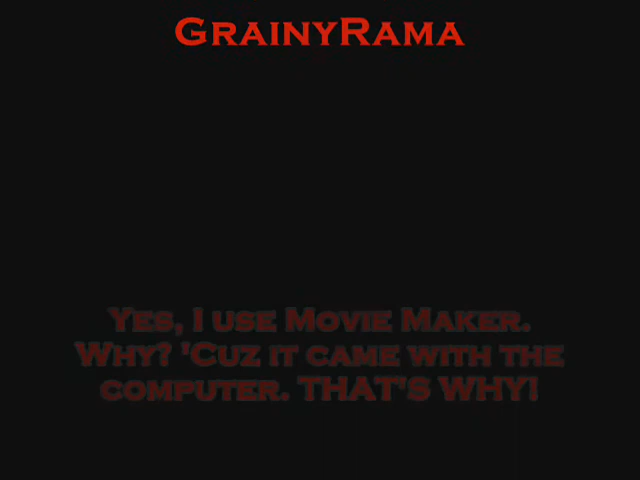 GrainyRama
Yes, I use Movie Maker.
Why? 'Cuz it came with the
computer. THAT'S WHY!